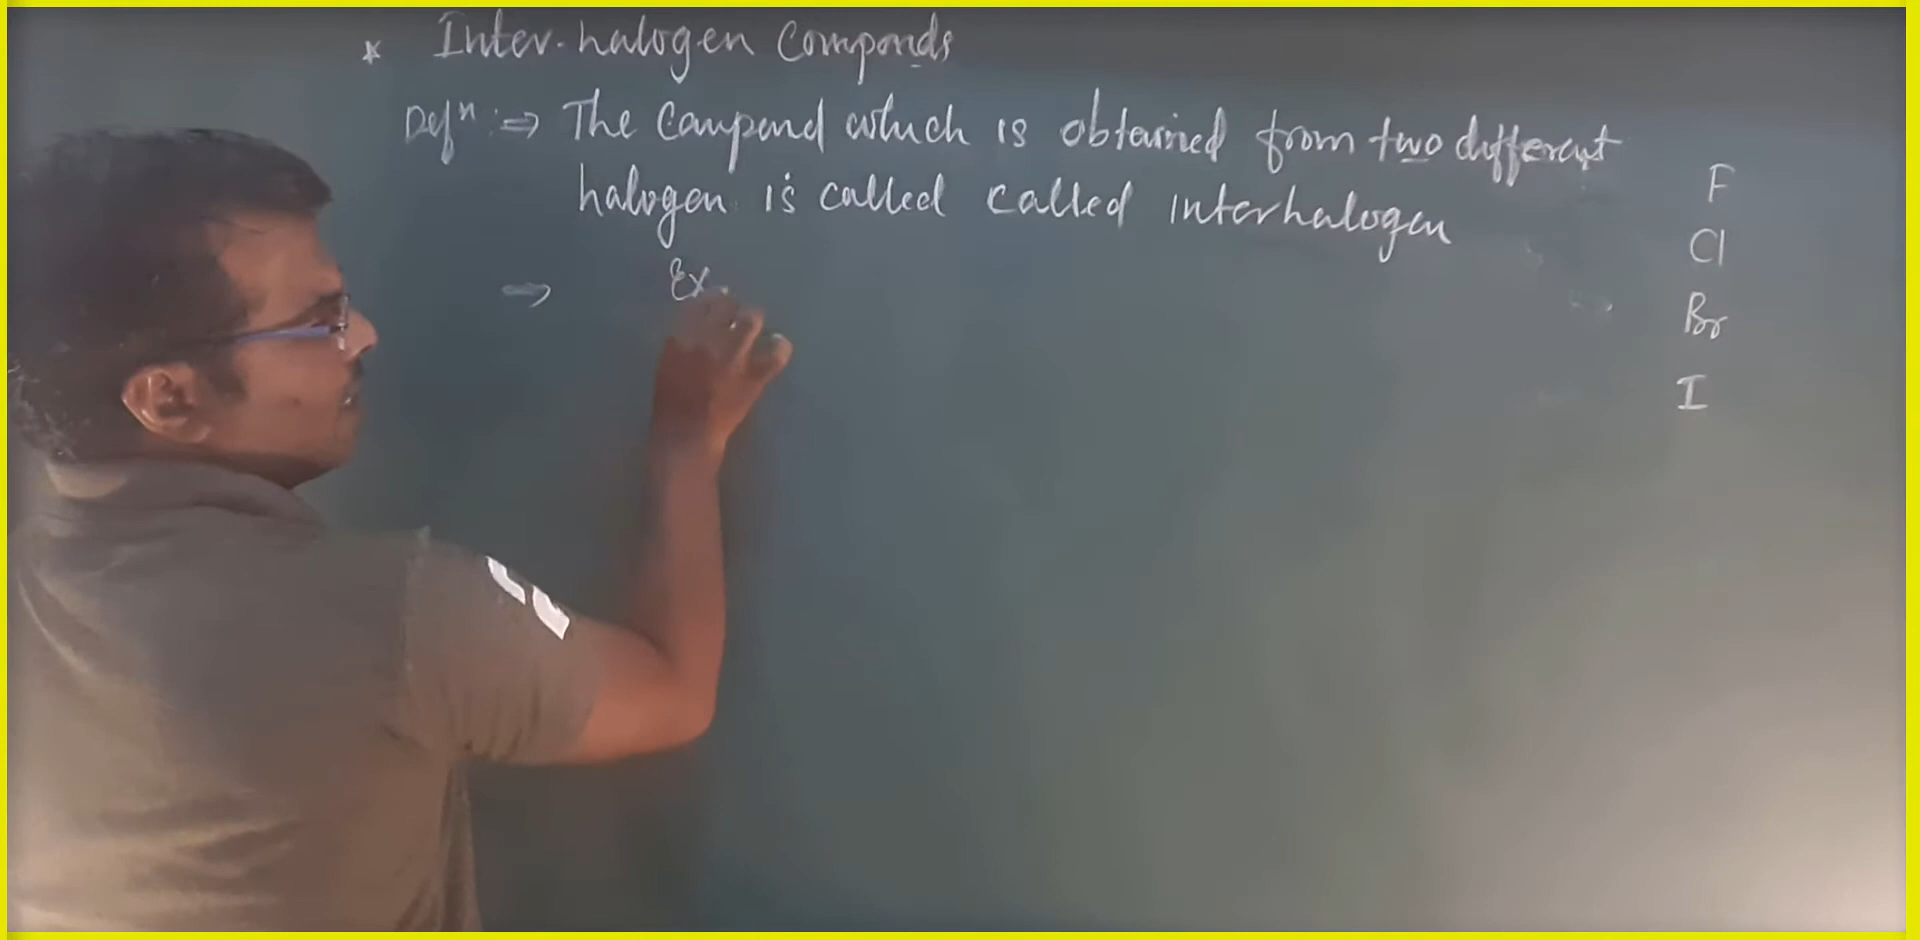 * Inter-halogen Componds
Defⁿ :⇒ The Compond which is obtained from two different
halogen is called called interhalogen
⇒ Ex.
F
Cl
Br
I